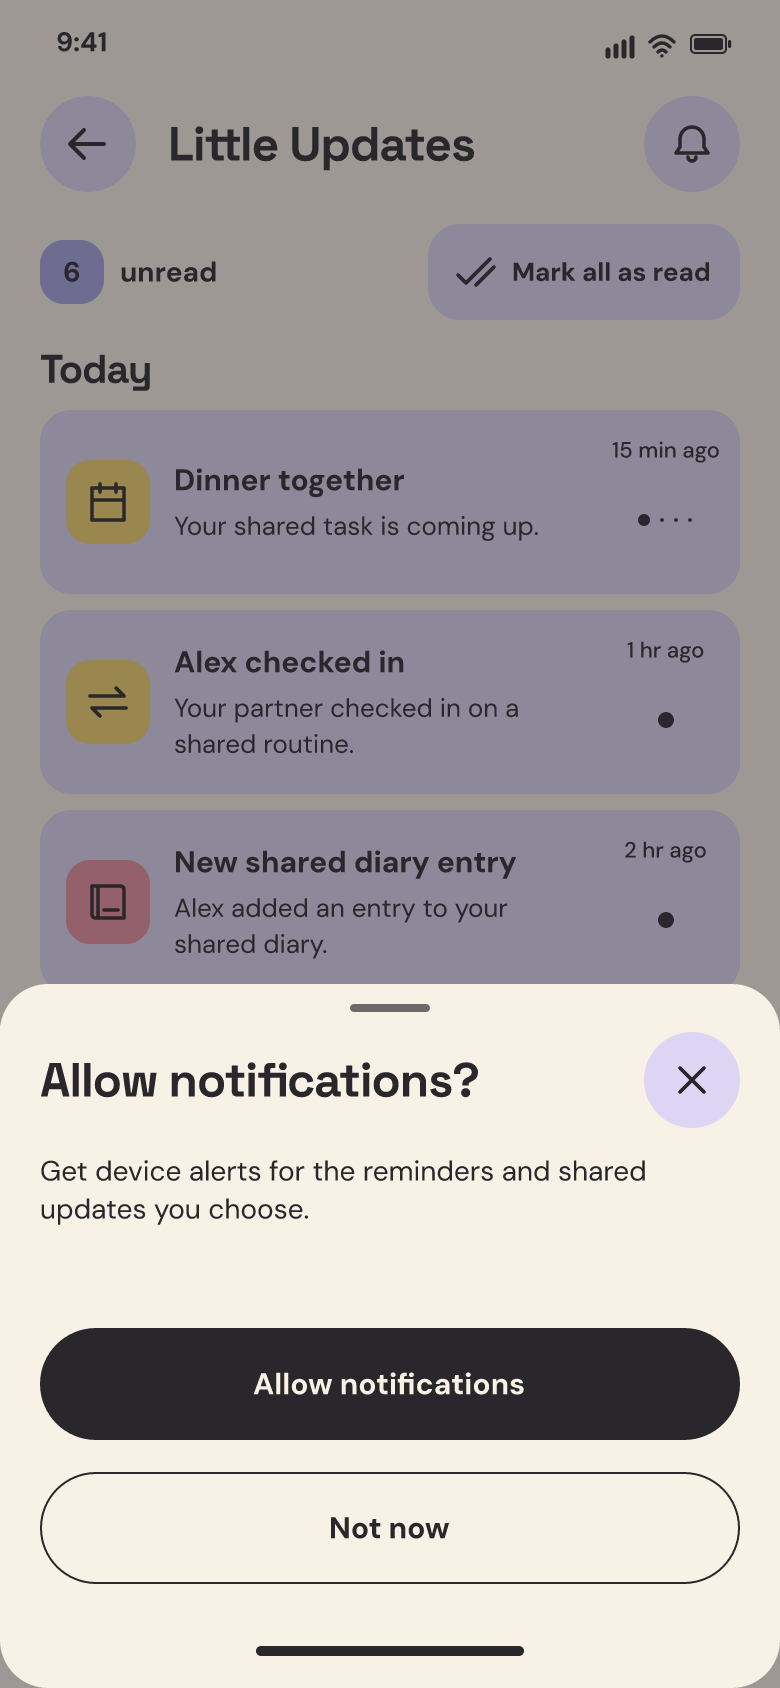 9:41
Little Updates
6 unread
Mark all as read
Today
15 min ago
Dinner together
Your shared task is coming up.
1 hr ago
Alex checked in
Your partner checked in on a
shared routine.
2 hr ago
New shared diary entry
Alex added an entry to your
shared diary.
Allow notifications?
Get device alerts for the reminders and shared
updates you choose.
Allow notifications
Not now